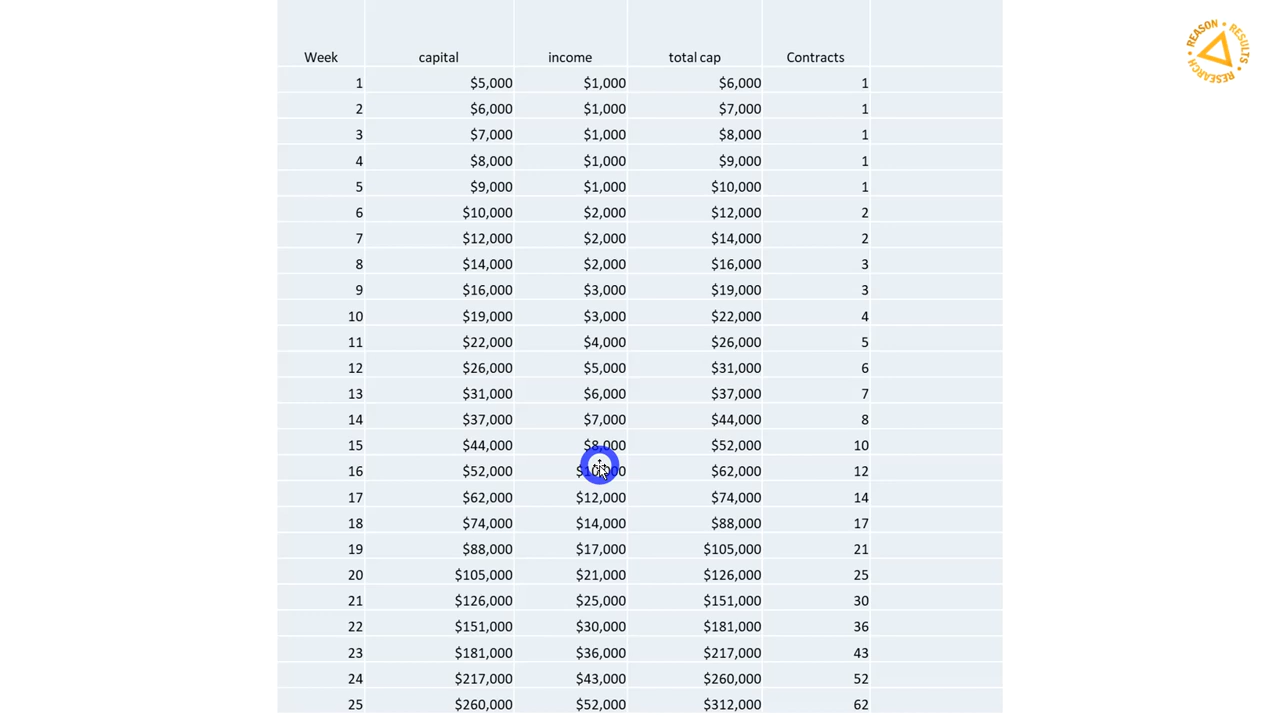 Week capital income total cap Contracts
1 $5,000 $1,000 $6,000 1
2 $6,000 $1,000 $7,000 1
3 $7,000 $1,000 $8,000 1
4 $8,000 $1,000 $9,000 1
5 $9,000 $1,000 $10,000 1
6 $10,000 $2,000 $12,000 2
7 $12,000 $2,000 $14,000 2
8 $14,000 $2,000 $16,000 3
9 $16,000 $3,000 $19,000 3
10 $19,000 $3,000 $22,000 4
11 $22,000 $4,000 $26,000 5
12 $26,000 $5,000 $31,000 6
13 $31,000 $6,000 $37,000 7
14 $37,000 $7,000 $44,000 8
15 $44,000 $8,000 $52,000 10
16 $52,000 $62,000 12
17 $62,000 $12,000 $74,000 14
18 $74,000 $14,000 $88,000 17
19 $88,000 $17,000 $105,000 21
20 $105,000 $21,000 $126,000 25
21 $126,000 $25,000 $151,000 30
22 $151,000 $30,000 $181,000 36
23 $181,000 $36,000 $217,000 43
24 $217,000 $43,000 $260,000 52
25 $260,000 $52,000 $312,000 62
REASON • RESULTS • RESEARCH •